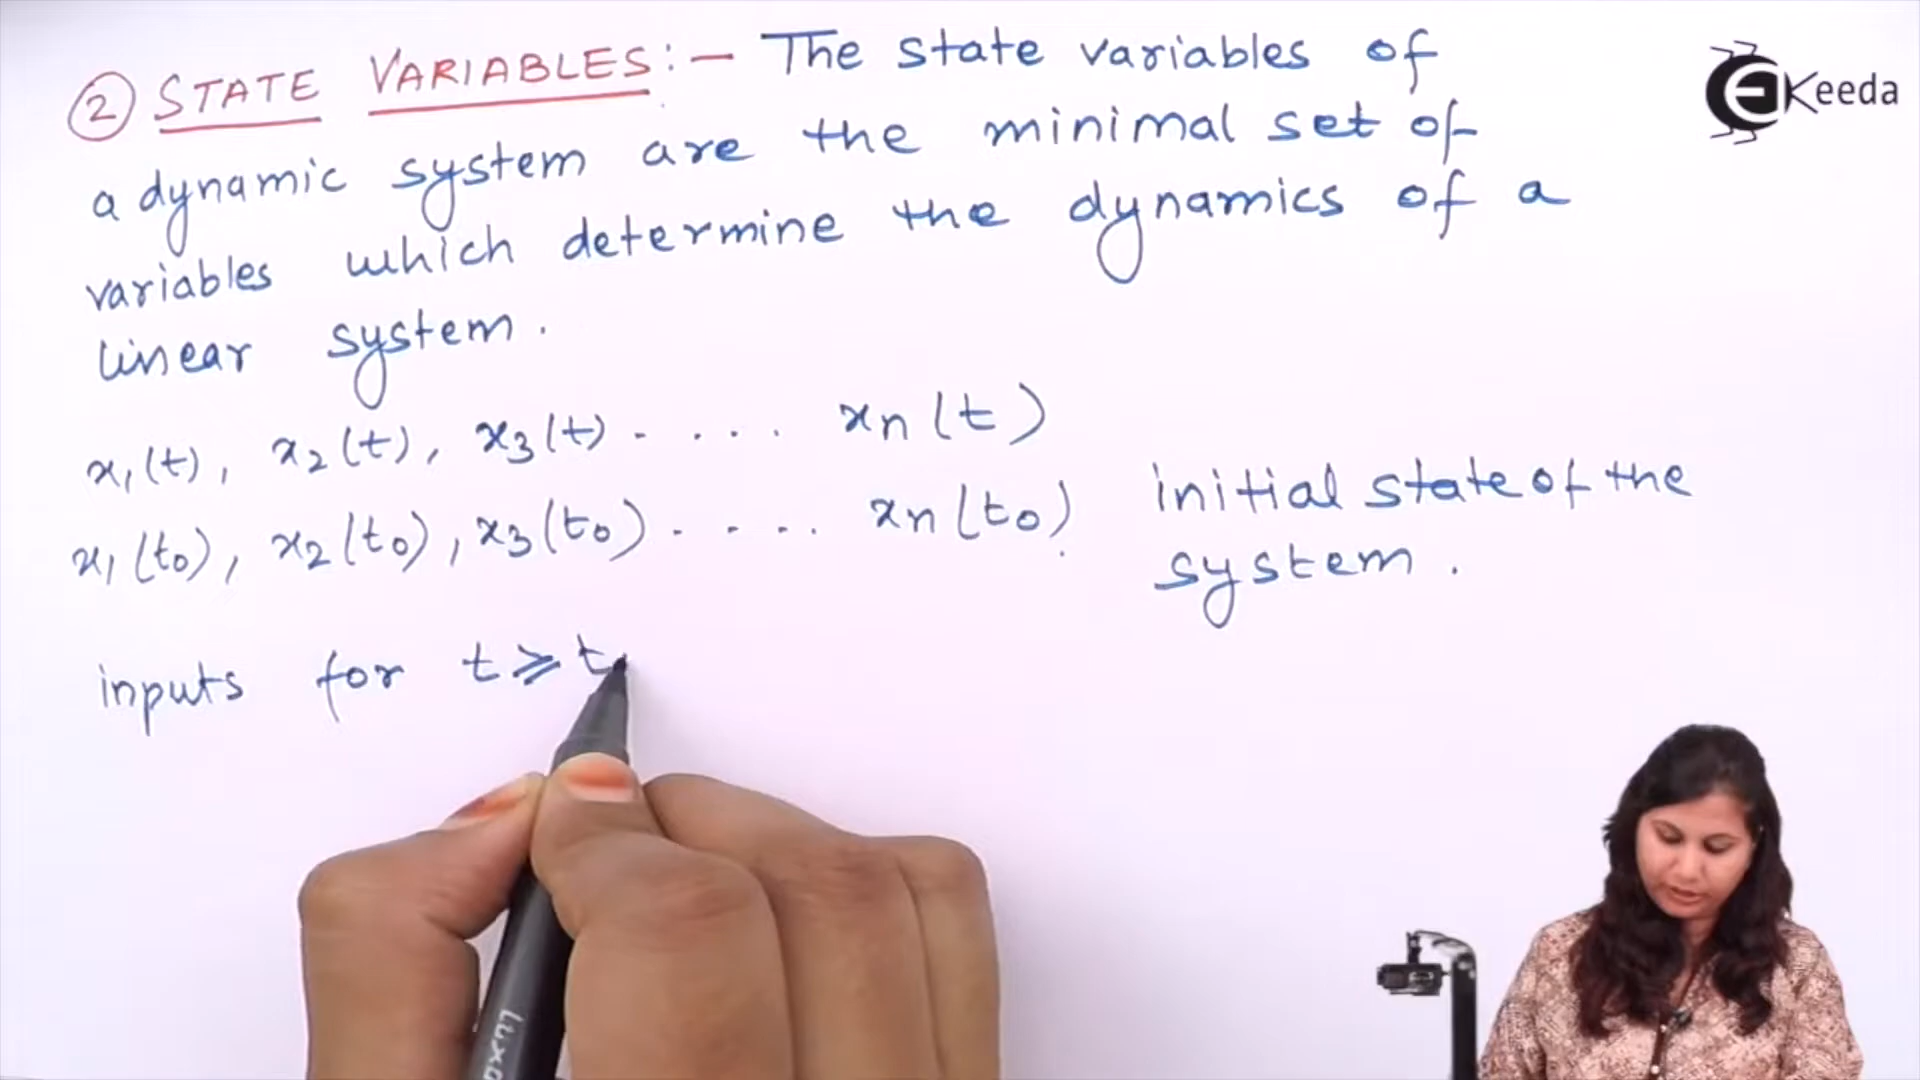 ② STATE VARIABLES:- The state variables of
a dynamic system are the minimal set of
variables which determine the dynamics of a
linear system.
x₁(t), x₂(t), x₃(t) . . . . xn(t)
x₁(t₀), x₂(t₀), x₃(t₀) . . . . xn(t₀)
initial state of the
system.
inputs for t ⩾ t
EKeeda